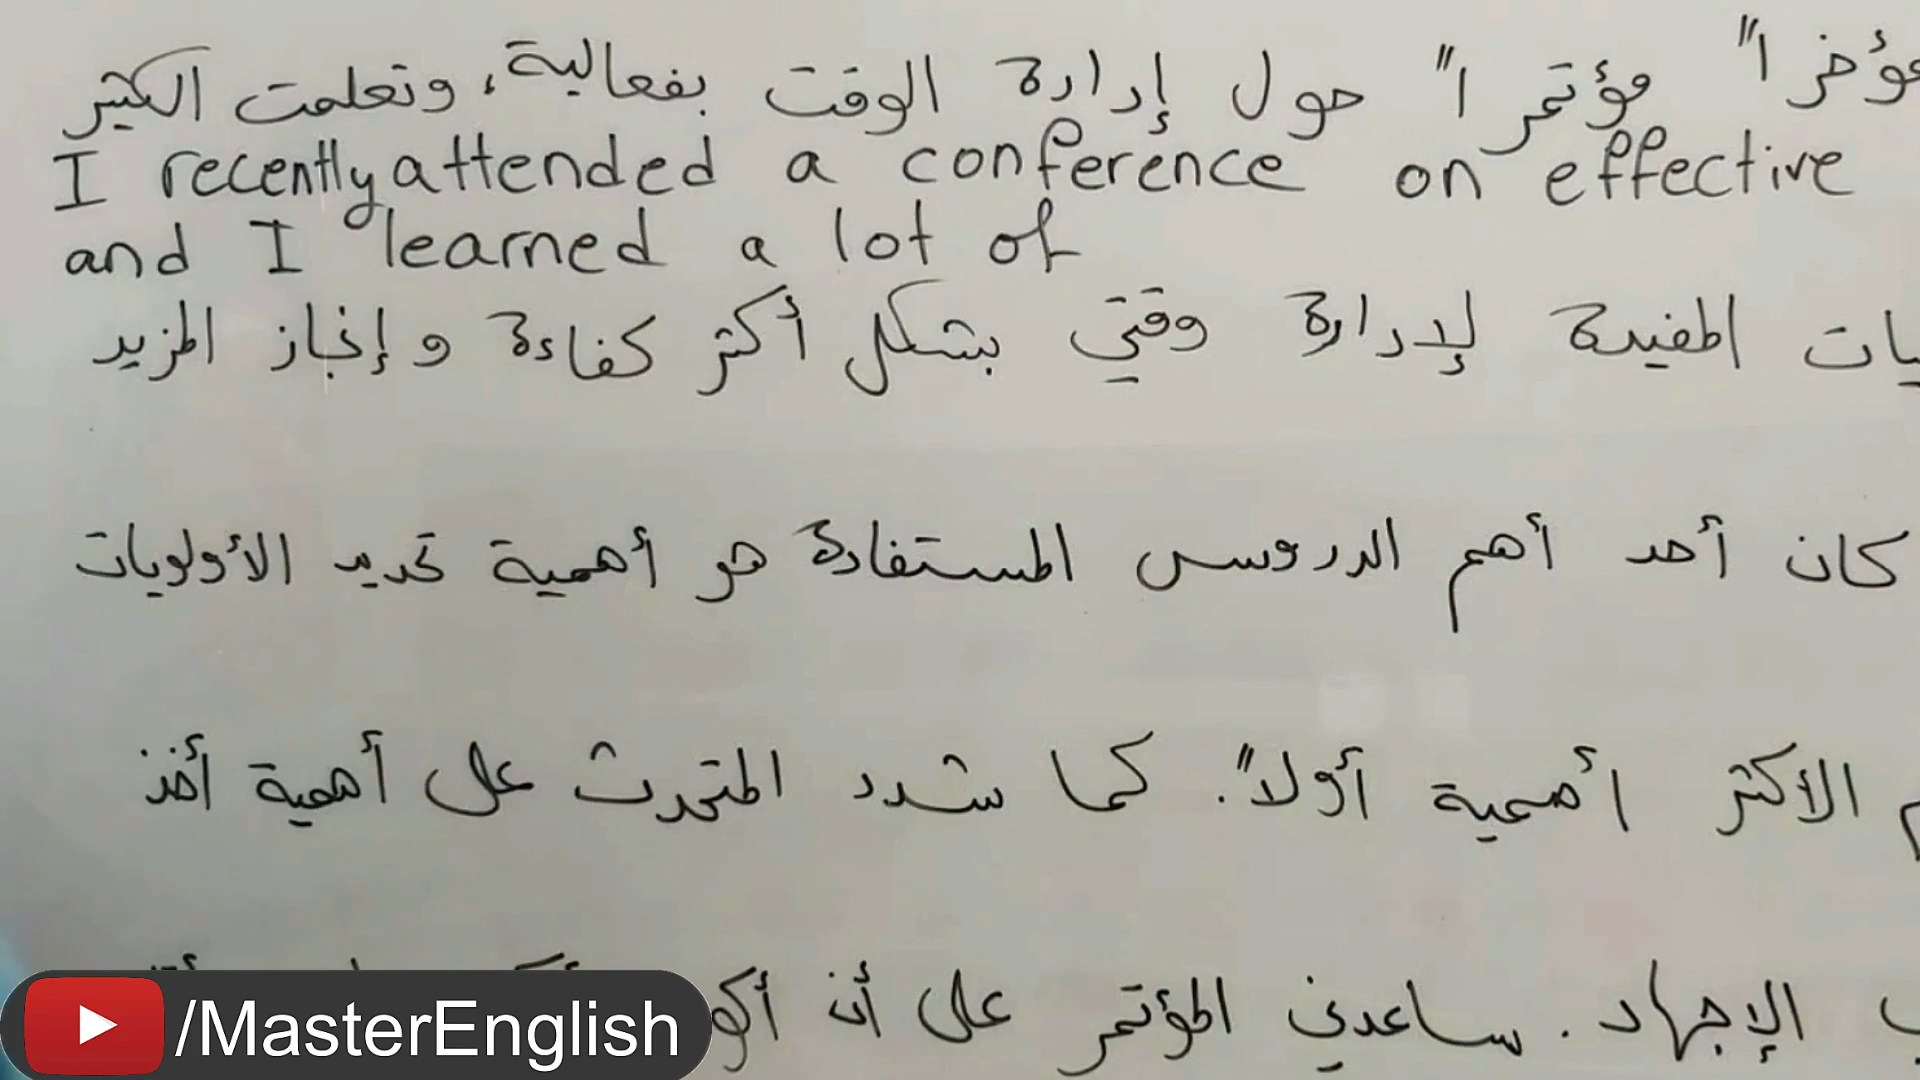 مؤخرا" مؤتمرا" حول إدارة الوقت بفعالية، وتعلمت الكثير
I recently attended a conference on effective
and I learned a lot of
المفيدة لإدارة وقتي بشكل أكثر كفاءة و إنجاز المزيد
كان أحد أهم الدروس المستفادة هو أهمية تحديد الأولويات
الأكثر أهمية أولا". كما شدد المتحدث على أهمية أخذ
الإجهاد. ساعدني المؤتمر على أن
/MasterEnglish